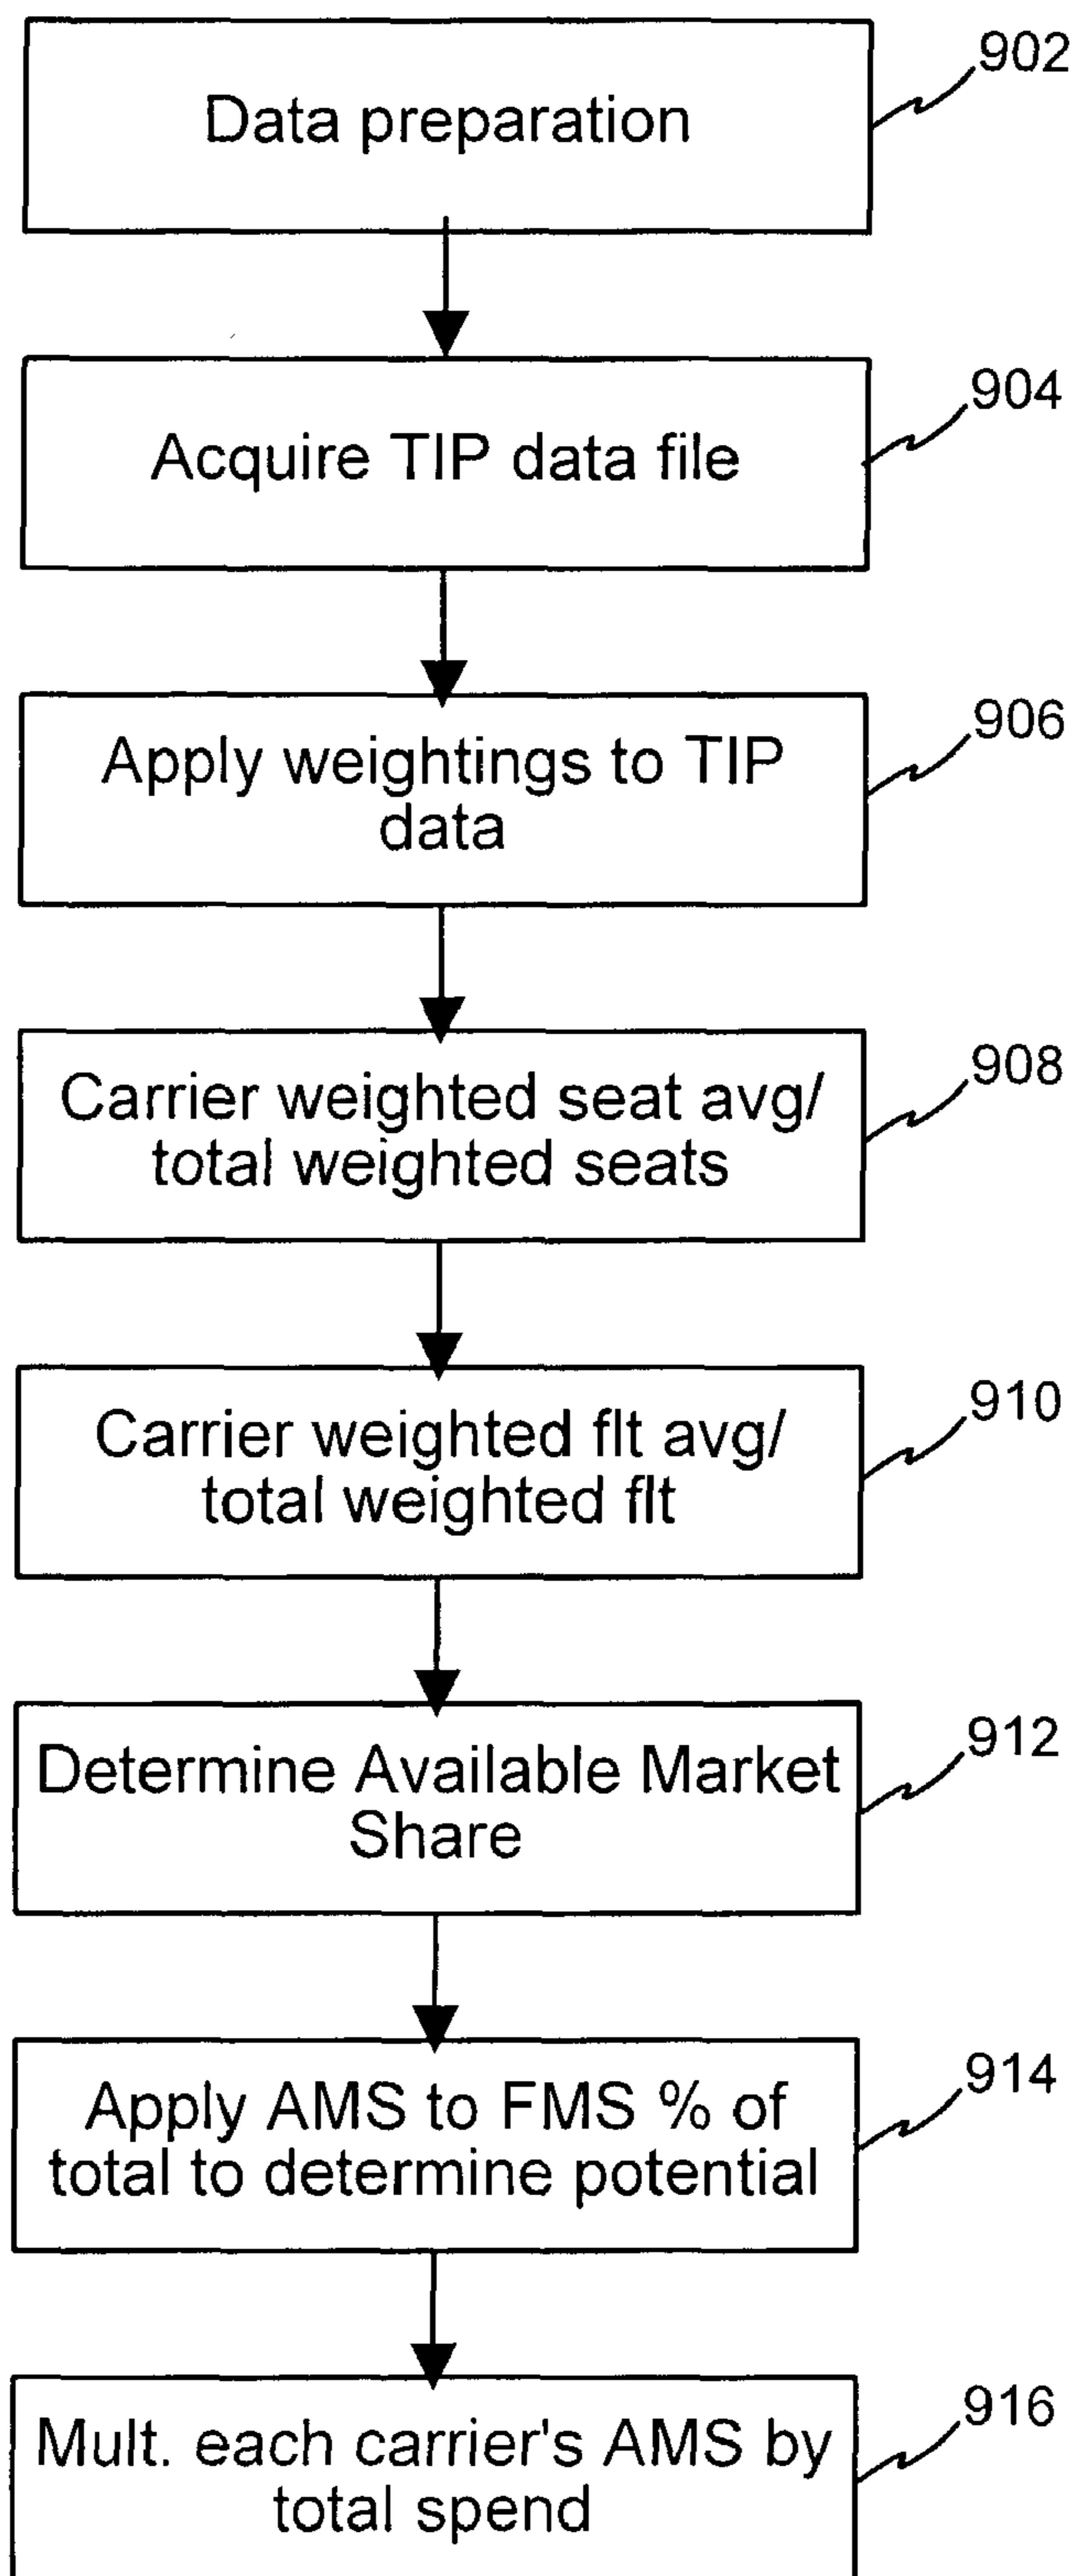 Data preparation
902
Acquire TIP data file
904
Apply weightings to TIP
data
906
Carrier weighted seat avg/
total weighted seats
908
Carrier weighted flt avg/
total weighted flt
910
Determine Available Market
Share
912
Apply AMS to FMS % of
total to determine potential
914
Mult. each carrier's AMS by
total spend
916